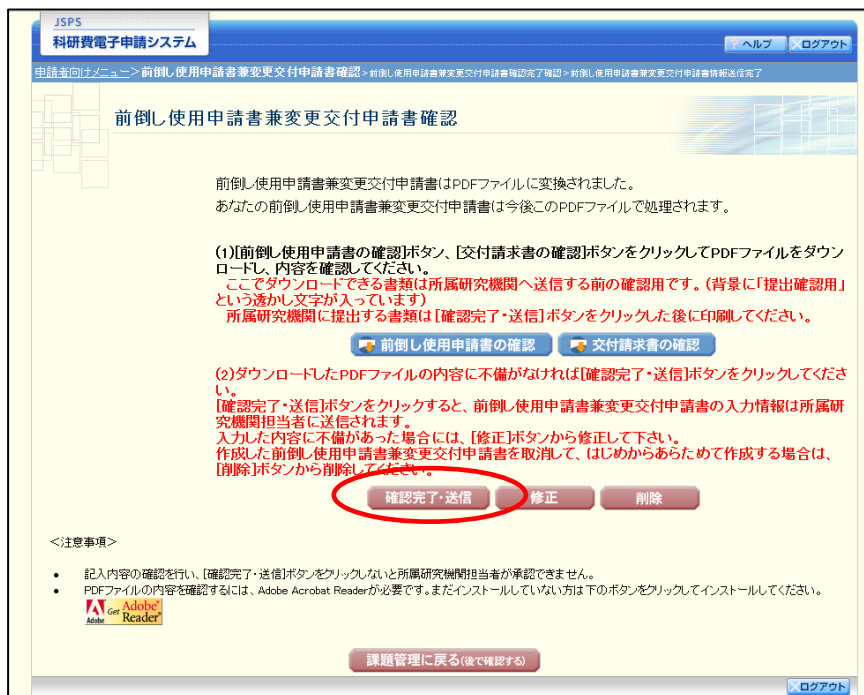 JSPS
科研費電子申請システム
? ヘルプ
×ログアウト
申請者向けメニュー>前倒し使用申請書兼変更交付申請書確認>前倒し使用申請書兼変更交付申請書確認完了確認>前倒し使用申請書兼変更交付申請書情報送信完了
前倒し使用申請書兼変更交付申請書確認
前倒し使用申請書兼変更交付申請書はPDFファイルに変換されました。
あなたの前倒し使用申請書兼変更交付申請書は今後このPDFファイルで処理されます。
(1)[前倒し使用申請書の確認]ボタン、[交付請求書の確認]ボタンをクリックしてPDFファイルをダウン
ロードし、内容を確認してください。
ここでダウンロードできる書類は所属研究機関へ送信する前の確認用です。(背景に「提出確認用」
という透かし文字が入っています)
所属研究機関に提出する書類は[確認完了・送信]ボタンをクリックした後に印刷してください。
前倒し使用申請書の確認
交付請求書の確認
(2)ダウンロードしたPDFファイルの内容に不備がなければ[確認完了・送信]ボタンをクリックしてくださ
い。
[確認完了・送信]ボタンをクリックすると、前倒し使用申請書兼変更交付申請書の入力情報は所属研
究機関担当者に送信されます。
入力した内容に不備があった場合には、[修正]ボタンから修正して下さい。
作成した前倒し使用申請書兼変更交付申請書を取消して、はじめからあらためて作成する場合は、
[削除]ボタンから削除してください。
確認完了・送信
修正
削除
<注意事項>
• 記入内容の確認を行い、[確認完了・送信]ボタンをクリックしないと所属研究機関担当者が承認できません。
• PDFファイルの内容を確認するには、Adobe Acrobat Readerが必要です。まだインストールしていない方は下のボタンをクリックしてインストールしてください。
Adobe Get Adobe® Reader®
課題管理に戻る(後で確認する)
×ログアウト